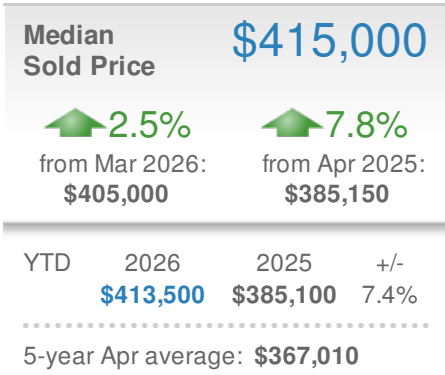 Median
Sold Price
$415,000
2.5%
from Mar 2026:
$405,000
7.8%
from Apr 2025:
$385,150
YTD 2026 2025 +/-
$413,500 $385,100 7.4%
5-year Apr average: $367,010